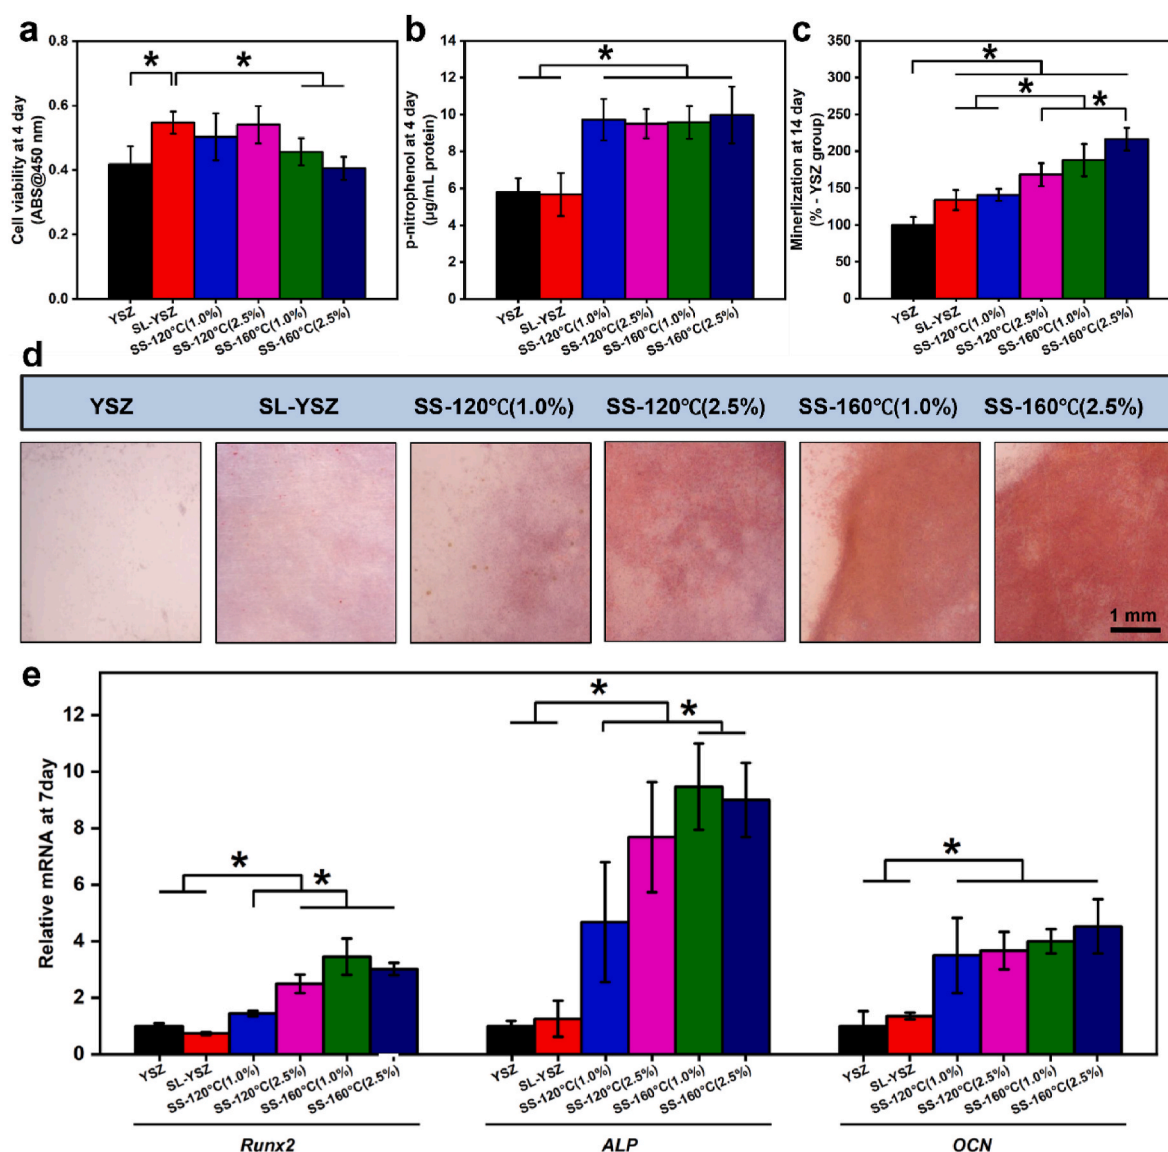 a
Cell viability at 4 day
(ABS@450 nm)
0.8
0.6
0.4
0.2
0.0
*
*
YSZ
SL-YSZ
SS-120°C(1.0%)
SS-120°C(2.5%)
SS-160°C(1.0%)
SS-160°C(2.5%)
b
p-nitrophenol at 4 day
(μg/mL protein)
14
12
10
8
6
4
2
0
*
YSZ
SL-YSZ
SS-120°C(1.0%)
SS-120°C(2.5%)
SS-160°C(1.0%)
SS-160°C(2.5%)
c
Minerlization at 14 day
(% - YSZ group)
350
300
250
200
150
100
50
0
*
*
*
YSZ
SL-YSZ
SS-120°C(1.0%)
SS-120°C(2.5%)
SS-160°C(1.0%)
SS-160°C(2.5%)
d
YSZ SL-YSZ SS-120℃(1.0%) SS-120℃(2.5%) SS-160℃(1.0%) SS-160℃(2.5%)
1 mm
e
Relative mRNA at 7day
12
10
8
6
4
2
0
*
*
*
*
*
YSZ
SL-YSZ
SS-120°C(1.0%)
SS-120°C(2.5%)
SS-160°C(1.0%)
SS-160°C(2.5%)
Runx2
YSZ
SL-YSZ
SS-120°C(1.0%)
SS-120°C(2.5%)
SS-160°C(1.0%)
SS-160°C(2.5%)
ALP
YSZ
SL-YSZ
SS-120°C(1.0%)
SS-120°C(2.5%)
SS-160°C(1.0%)
SS-160°C(2.5%)
OCN